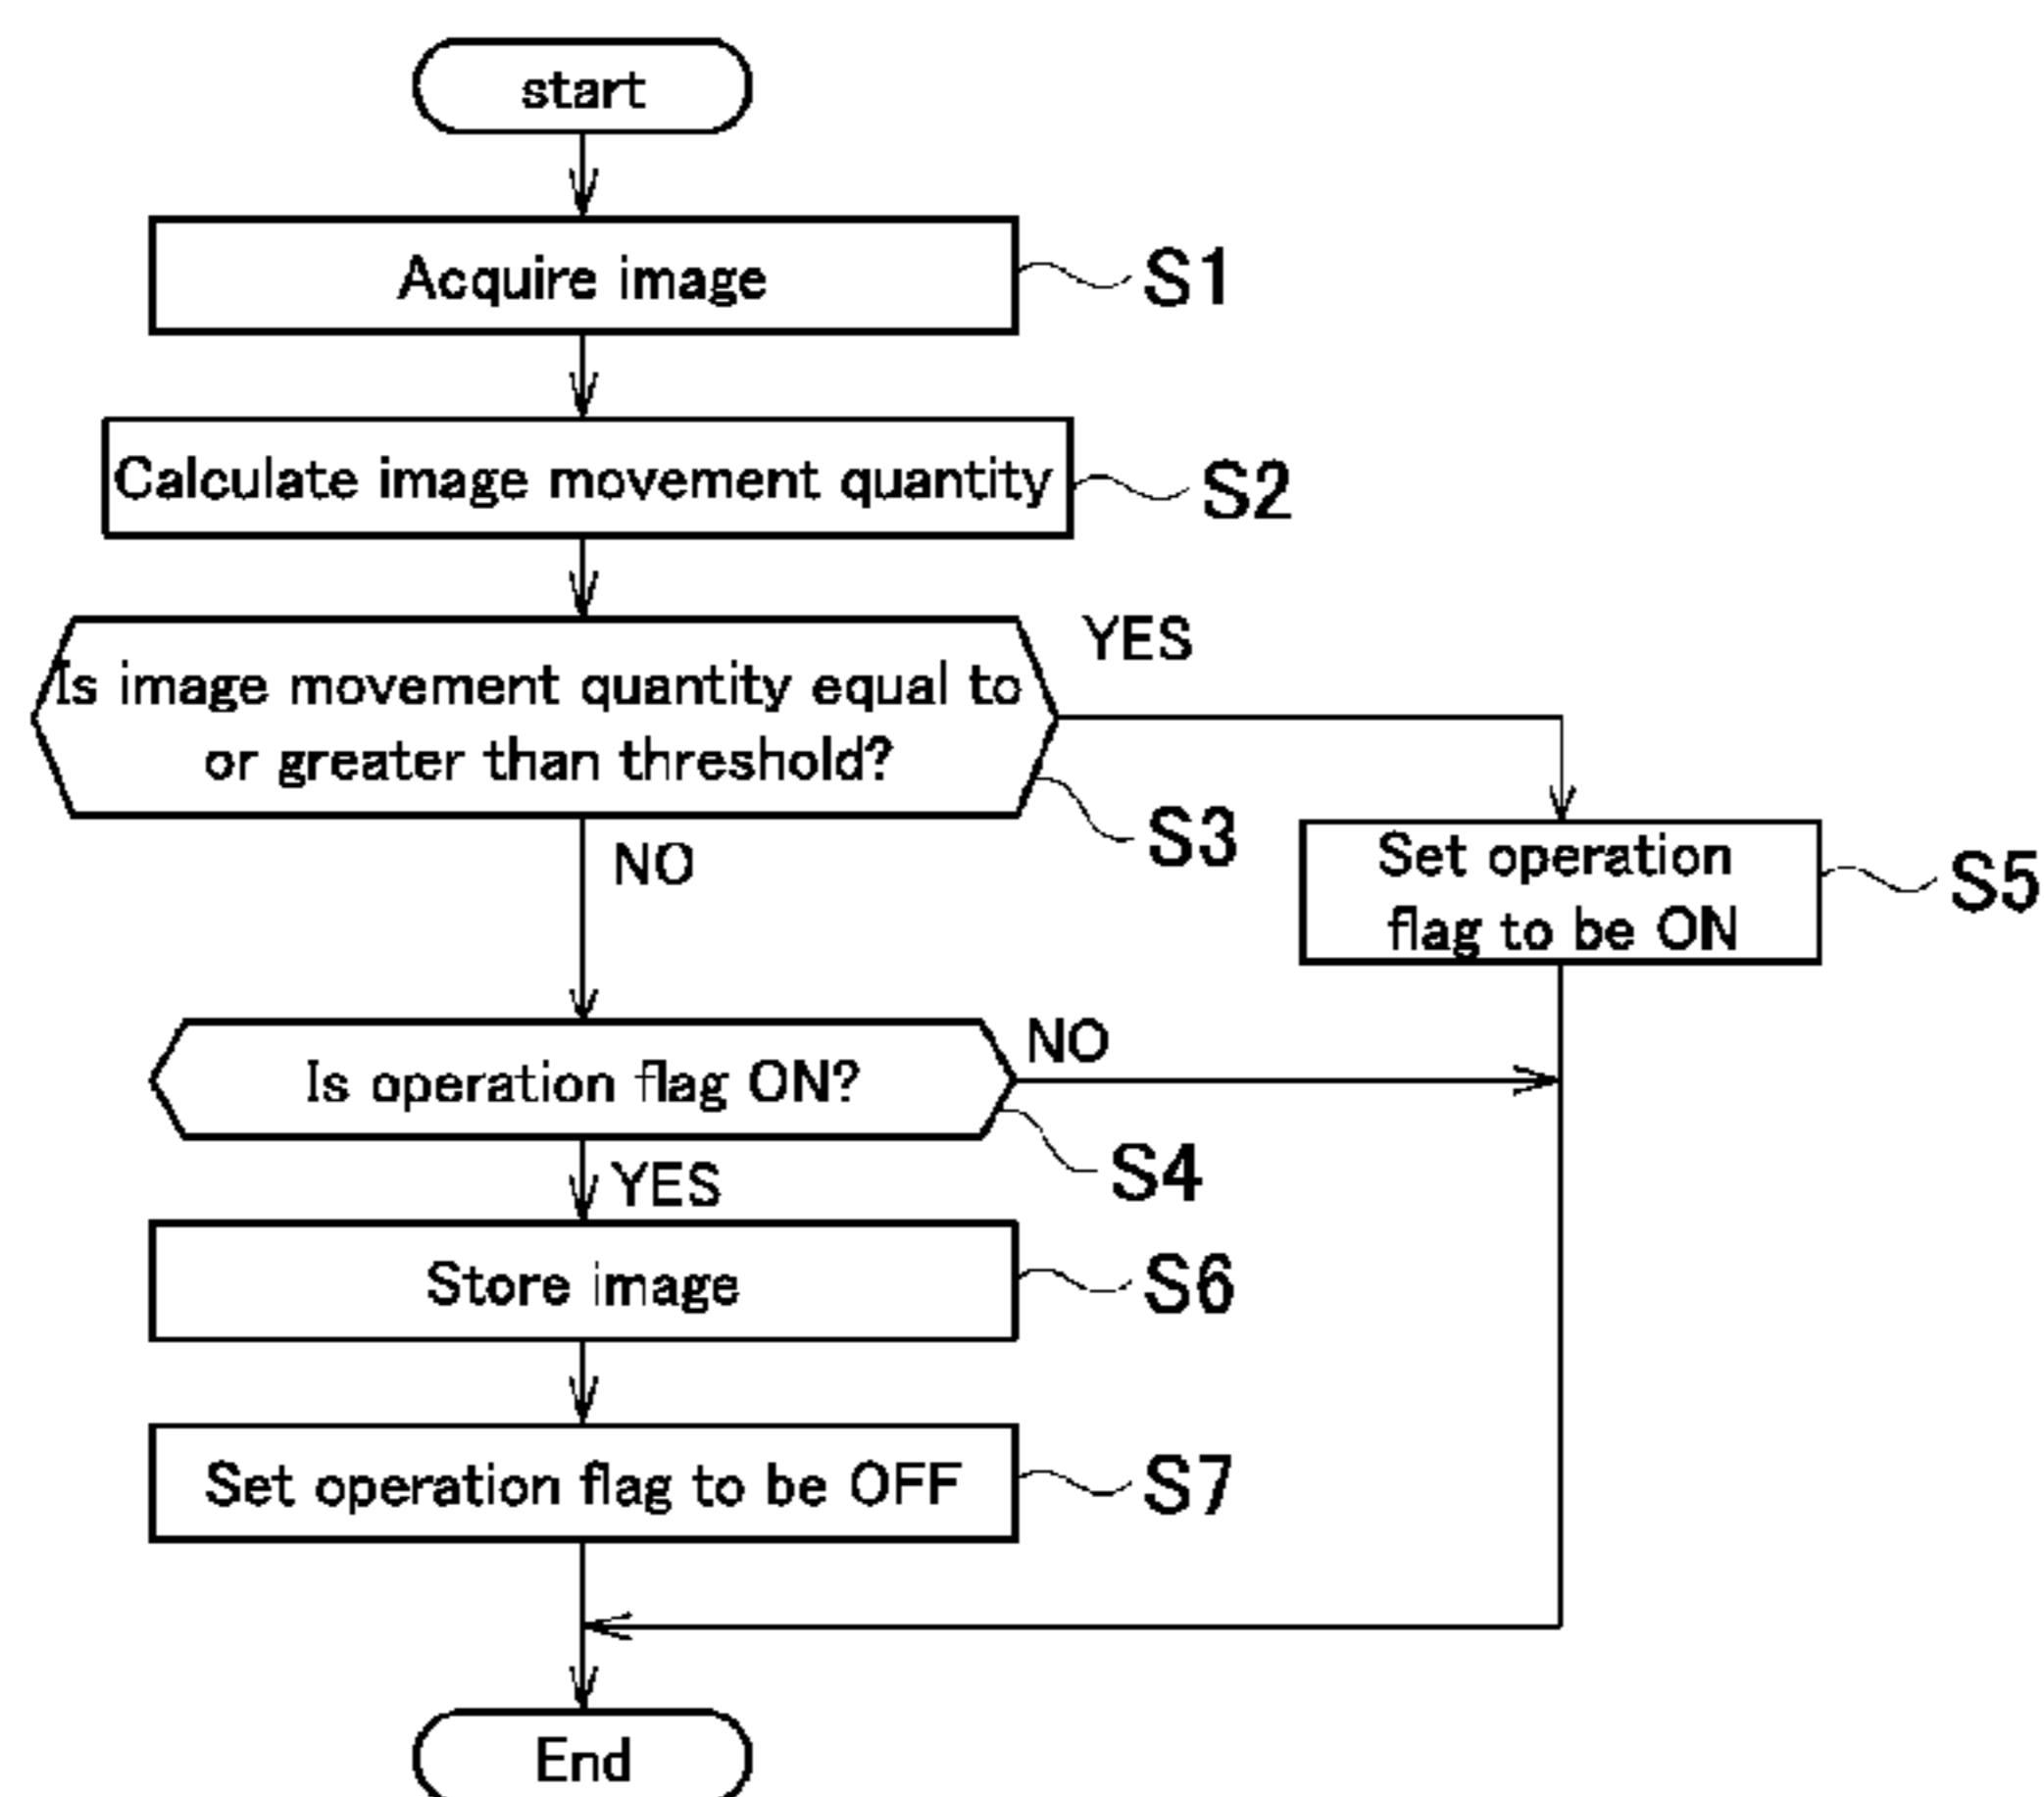 start
Acquire image
S1
Calculate image movement quantity
S2
YES
Is image movement quantity equal to
or greater than threshold?
S3
NO
Set operation
flag to be ON
S5
NO
Is operation flag ON?
S4
YES
Store image
S6
Set operation flag to be OFF
S7
End